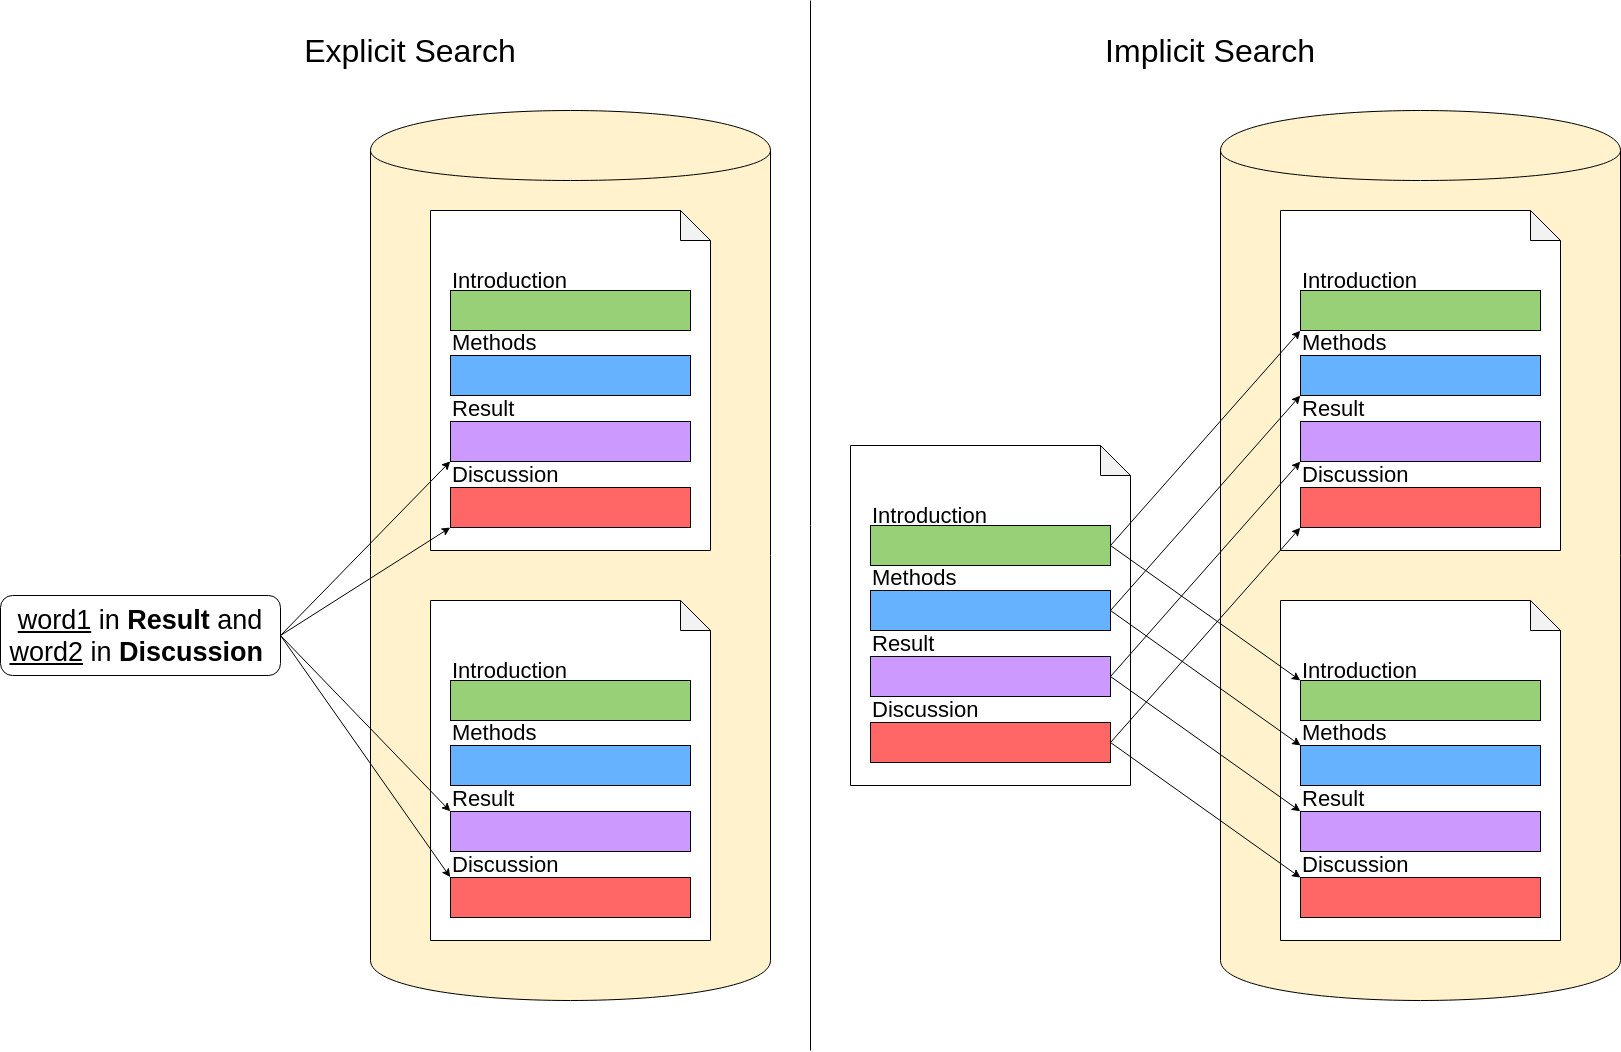 Explicit Search
Introduction
Methods
Result
Discussion
word1 in Result and
word2 in Discussion
Introduction
Methods
Result
Discussion
Implicit Search
Introduction
Methods
Result
Discussion
Introduction
Methods
Result
Discussion
Introduction
Methods
Result
Discussion